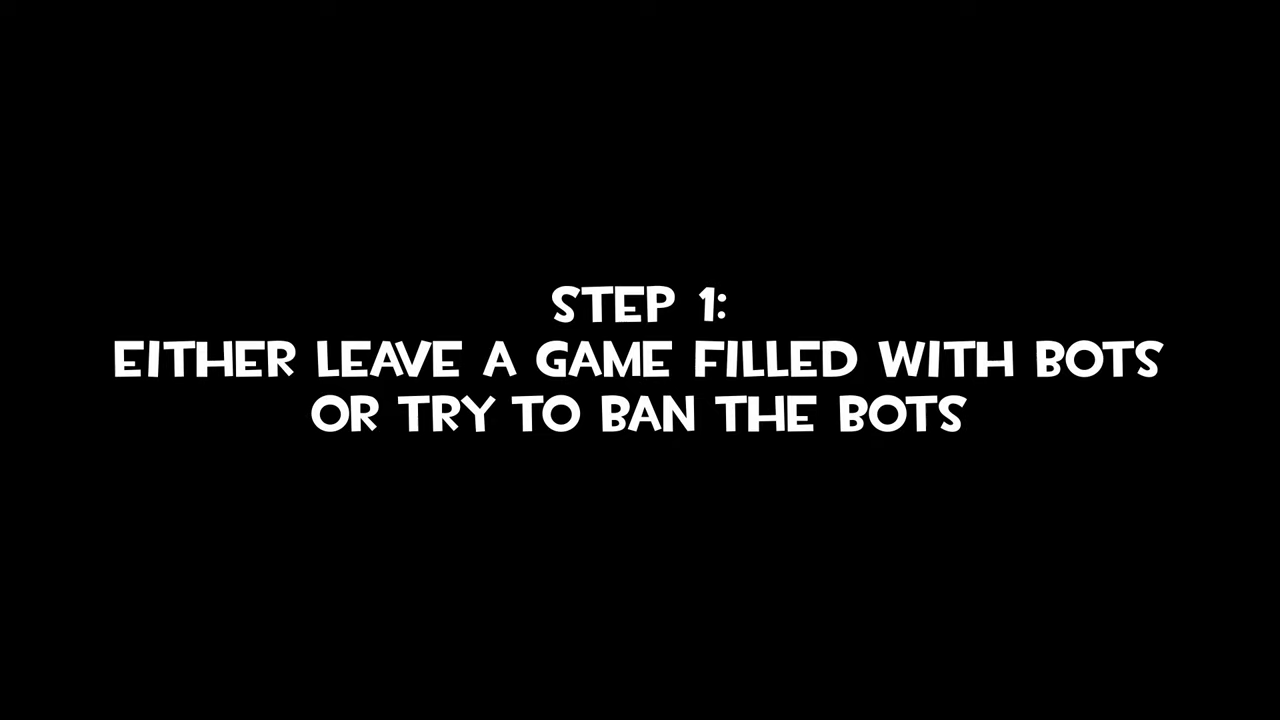 STEP 1:
EITHER LEAVE A GAME FILLED WITH BOTS
OR TRY TO BAN THE BOTS